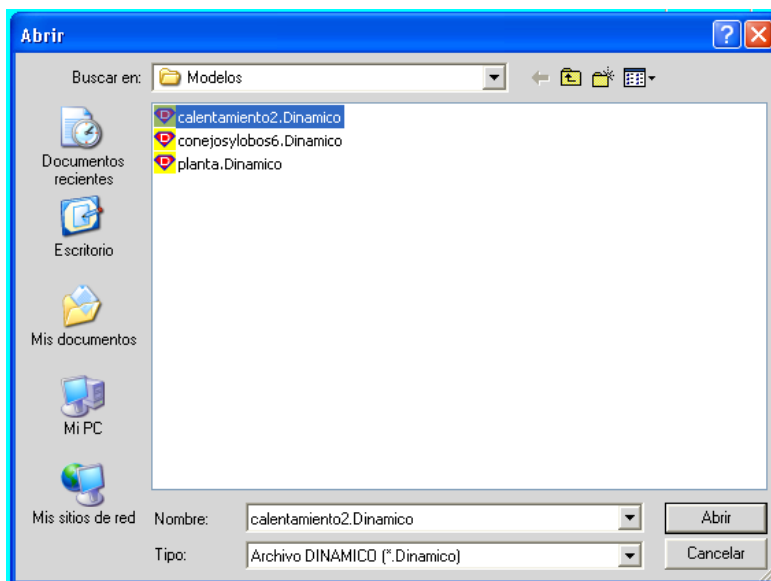 Abrir
Buscar en: Modelos
calentamiento2.Dinamico
conejosylobos6.Dinamico
planta.Dinamico
Documentos
recientes
Escritorio
Mis documentos
Mi PC
Mis sitios de red
Nombre: calentamiento2.Dinamico Abrir
Tipo: Archivo DINAMICO (*.Dinamico) Cancelar